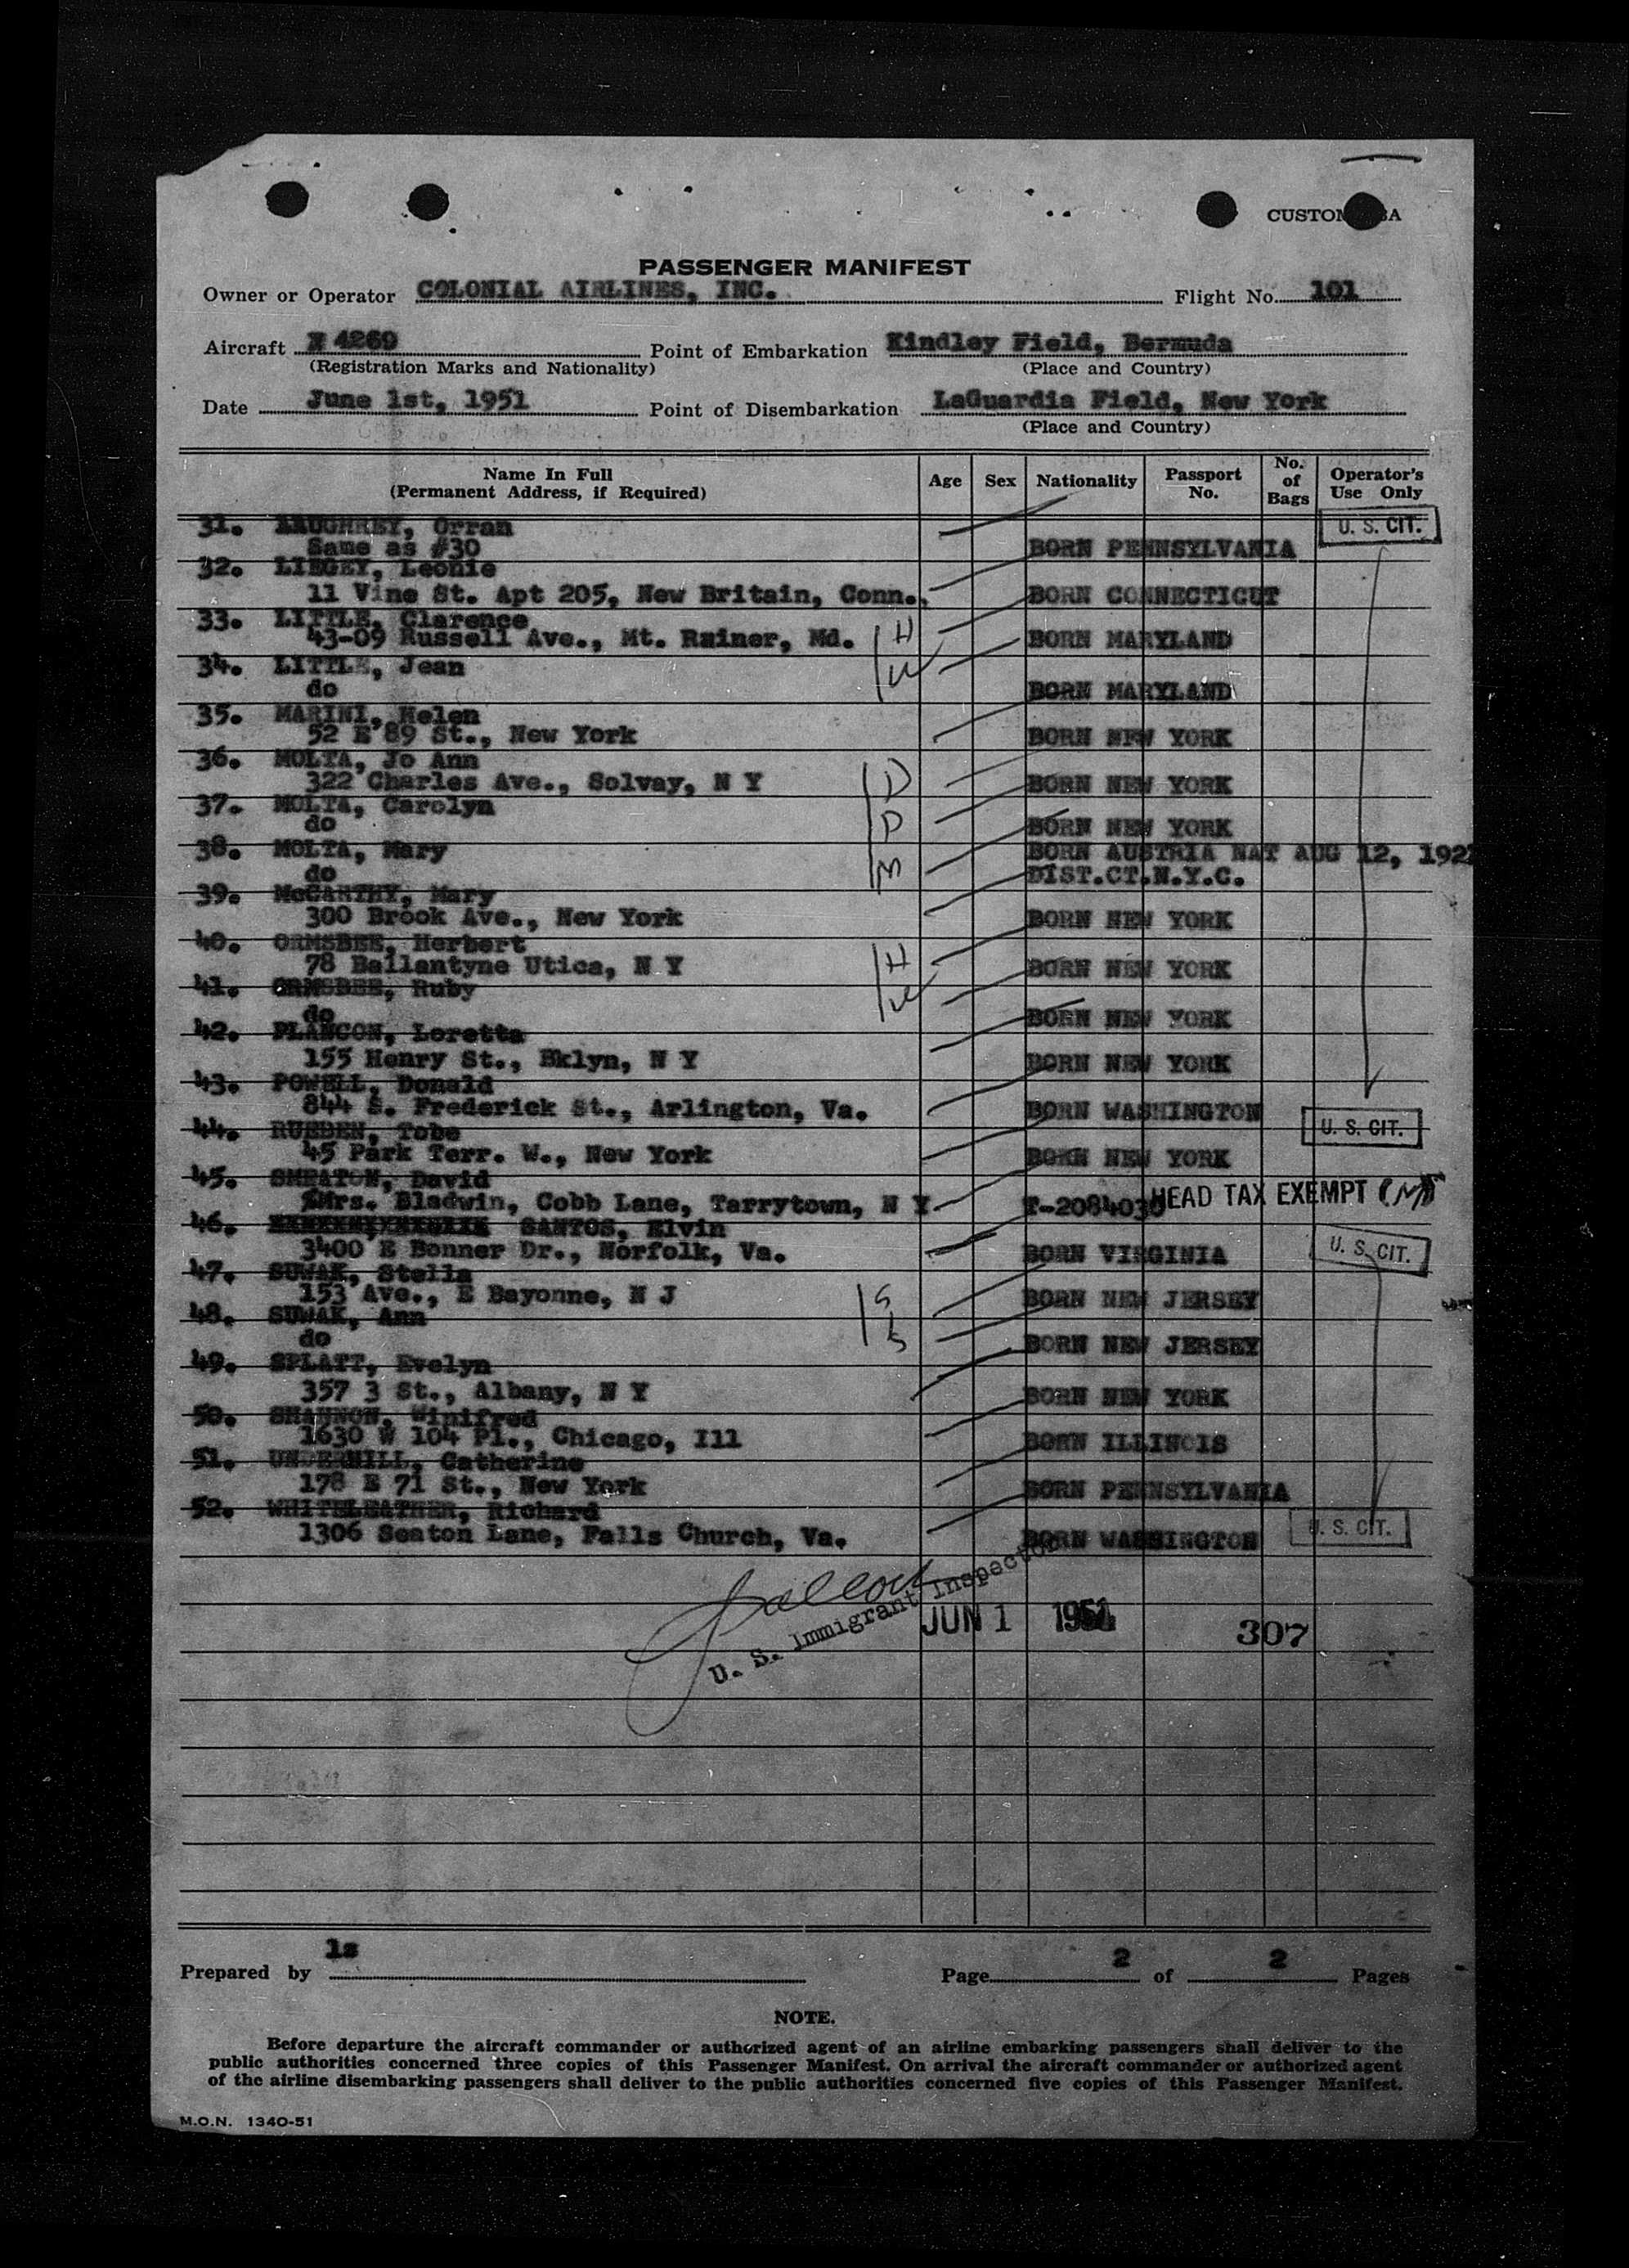 CUSTOM A
PASSENGER MANIFEST
Owner or Operator COLONIAL AIRLINES, INC. Flight No. 101
Aircraft N 4269 Point of Embarkation Kindley Field, Bermuda
(Registration Marks and Nationality) (Place and Country)
Date June 1st, 1951 Point of Disembarkation LaGuardia Field, New York
(Place and Country)
Name In Full (Permanent Address, if Required) Age Sex Nationality Passport No. No. of Bags Operator's Use Only
31. LAUGHREY, Orran U. S. CIT.
Same as #30 BORN PENNSYLVANIA
32. LIEGEY, Leonie
11 Vine St. Apt 205, New Britain, Conn., BORN CONNECTICUT
33. LITTLE, Clarence
43-09 Russell Ave., Mt. Rainer, Md. H BORN MARYLAND
34. LITTLE, Jean W
do BORN MARYLAND
35. MARINI, Helen
52 E 89 St., New York BORN NEW YORK
36. MOLTA, Jo Ann
322 Charles Ave., Solvay, N Y D BORN NEW YORK
37. MOLTA, Carolyn
do D BORN NEW YORK
38. MOLTA, Mary BORN AUSTRIA NAT AUG 12, 192
do M DIST.CT.N.Y.C.
39. McCARTHY, Mary
300 Brook Ave., New York BORN NEW YORK
40. ORMSBEE, Herbert
78 Ballantyne Utica, N Y H BORN NEW YORK
41. ORMSBEE, Ruby W
do BORN NEW YORK
42. PLANCON, Loretta
155 Henry St., Bklyn, N Y BORN NEW YORK
43. POWELL, Donald
844 S. Frederick St., Arlington, Va. BORN WASHINGTON
44. RUEDEN, Tobe U. S. CIT.
45 Park Terr. W., New York BORN NEW YORK
45. SMEATON, David
Mrs. Bladwin, Cobb Lane, Tarrytown, N Y T-2084030 HEAD TAX EXEMPT
46. SANTOS, Elvin
3400 E Bonner Dr., Norfolk, Va. BORN VIRGINIA U. S. CIT.
47. SUWAK, Stella
153 Ave., E Bayonne, N J S BORN NEW JERSEY
48. SUWAK, Ann S
do BORN NEW JERSEY
49. SPLATT, Evelyn
357 3 St., Albany, N Y BORN NEW YORK
50. SHANNON, Winifred
1630 W 104 Pl., Chicago, Ill BORN ILLINOIS
51. UNDERHILL, Catherine
178 E 71 St., New York BORN PENNSYLVANIA
52. WHITELEATHER, Richard
1306 Seaton Lane, Falls Church, Va. BORN WASHINGTON U. S. CIT.
U. S. Immigrant Inspector
JUN 1 1951 307
Prepared by ls Page 2 of 2 Pages
NOTE.
Before departure the aircraft commander or authorized agent of an airline embarking passengers shall deliver to the
public authorities concerned three copies of this Passenger Manifest. On arrival the aircraft commander or authorized agent
of the airline disembarking passengers shall deliver to the public authorities concerned five copies of this Passenger Manifest.
M.O.N. 1340-51